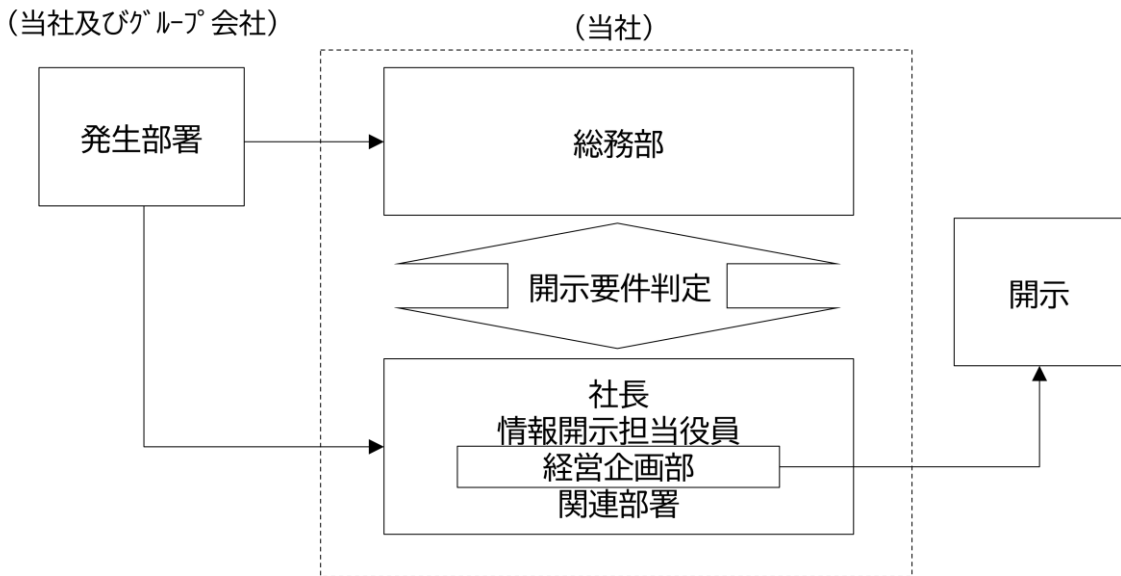 (当社及びｸﾞﾙｰﾌﾟ会社)
(当社)
発生部署
総務部
開示要件判定
開示
社長
情報開示担当役員
経営企画部
関連部署